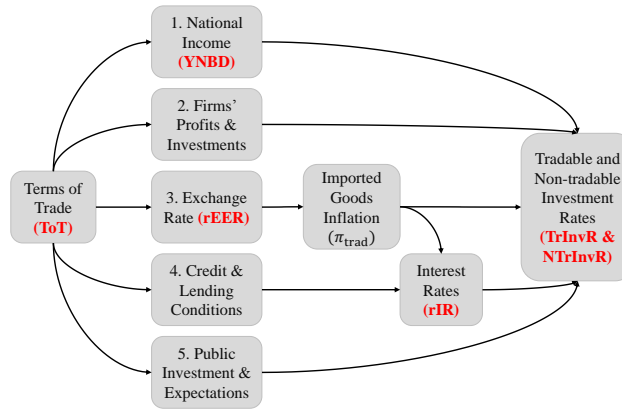 1. National
Income
(YNBD)
2. Firms’
Profits &
Investments
Terms of
Trade
(ToT)
3. Exchange
Rate (rEER)
Imported
Goods
Inflation
(π_trad)
Tradable and
Non-tradable
Investment
Rates
(TrInvR &
NTrInvR)
4. Credit &
Lending
Conditions
Interest
Rates
(rIR)
5. Public
Investment &
Expectations